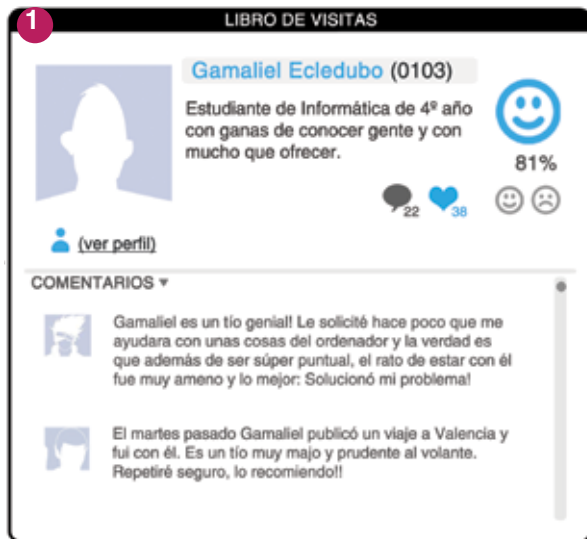 1
LIBRO DE VISITAS
Gamaliel Ecledubo (0103)
Estudiante de Informática de 4º año
con ganas de conocer gente y con
mucho que ofrecer.
81%
22
38
(ver perfil)
COMENTARIOS ▾
Gamaliel es un tío genial! Le solicité hace poco que me
ayudara con unas cosas del ordenador y la verdad es
que además de ser súper puntual, el rato de estar con él
fue muy ameno y lo mejor: Solucionó mi problema!
El martes pasado Gamaliel publicó un viaje a Valencia y
fui con él. Es un tío muy majo y prudente al volante.
Repetiré seguro, lo recomiendo!!